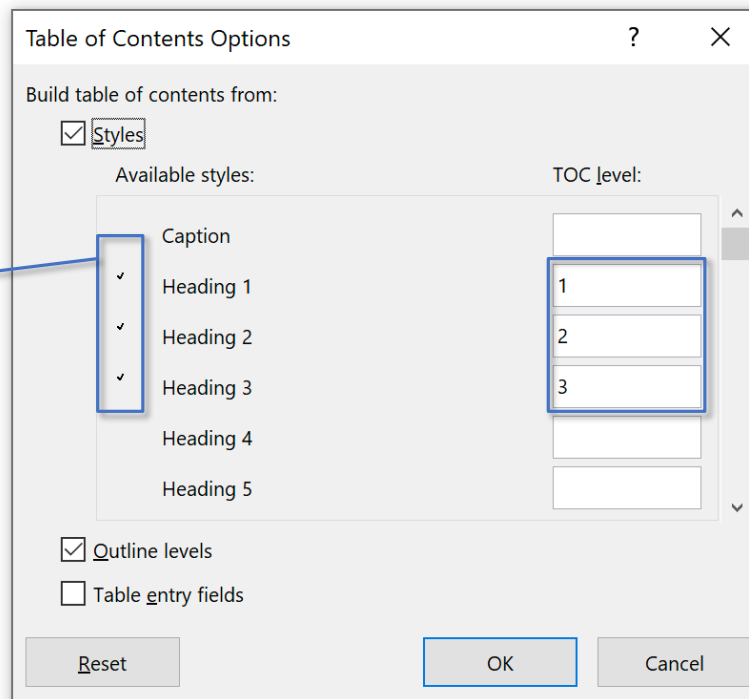 Table of Contents Options ?
Build table of contents from:
Styles
Available styles: TOC level:
Caption
Heading 1 1
Heading 2 2
Heading 3 3
Heading 4
Heading 5
Outline levels
Table entry fields
Reset OK Cancel